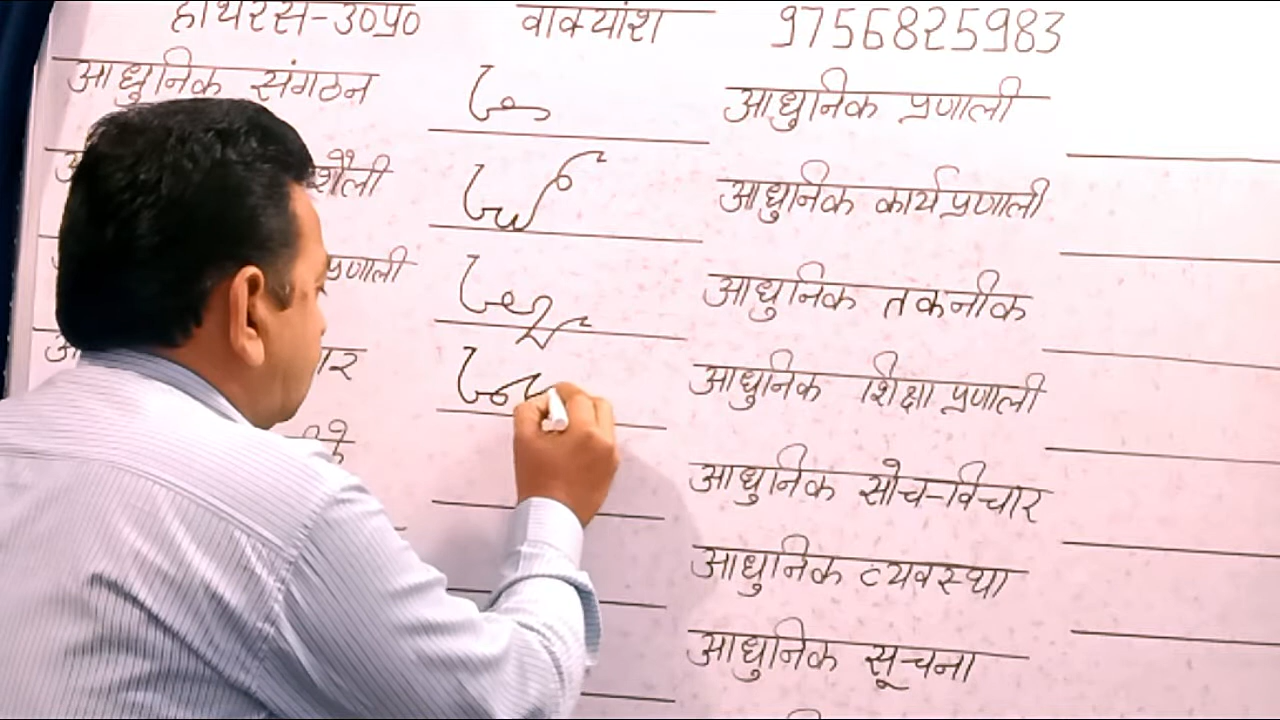 हाथरस-उ०प्र० वाक्यांश 9756825983
आधुनिक संगठन आधुनिक प्रणाली
शैली आधुनिक कार्यप्रणाली
प्रणाली आधुनिक तकनीक
आधुनिक शिक्षा प्रणाली
आधुनिक सोच-विचार
आधुनिक व्यवस्था
आधुनिक सूचना